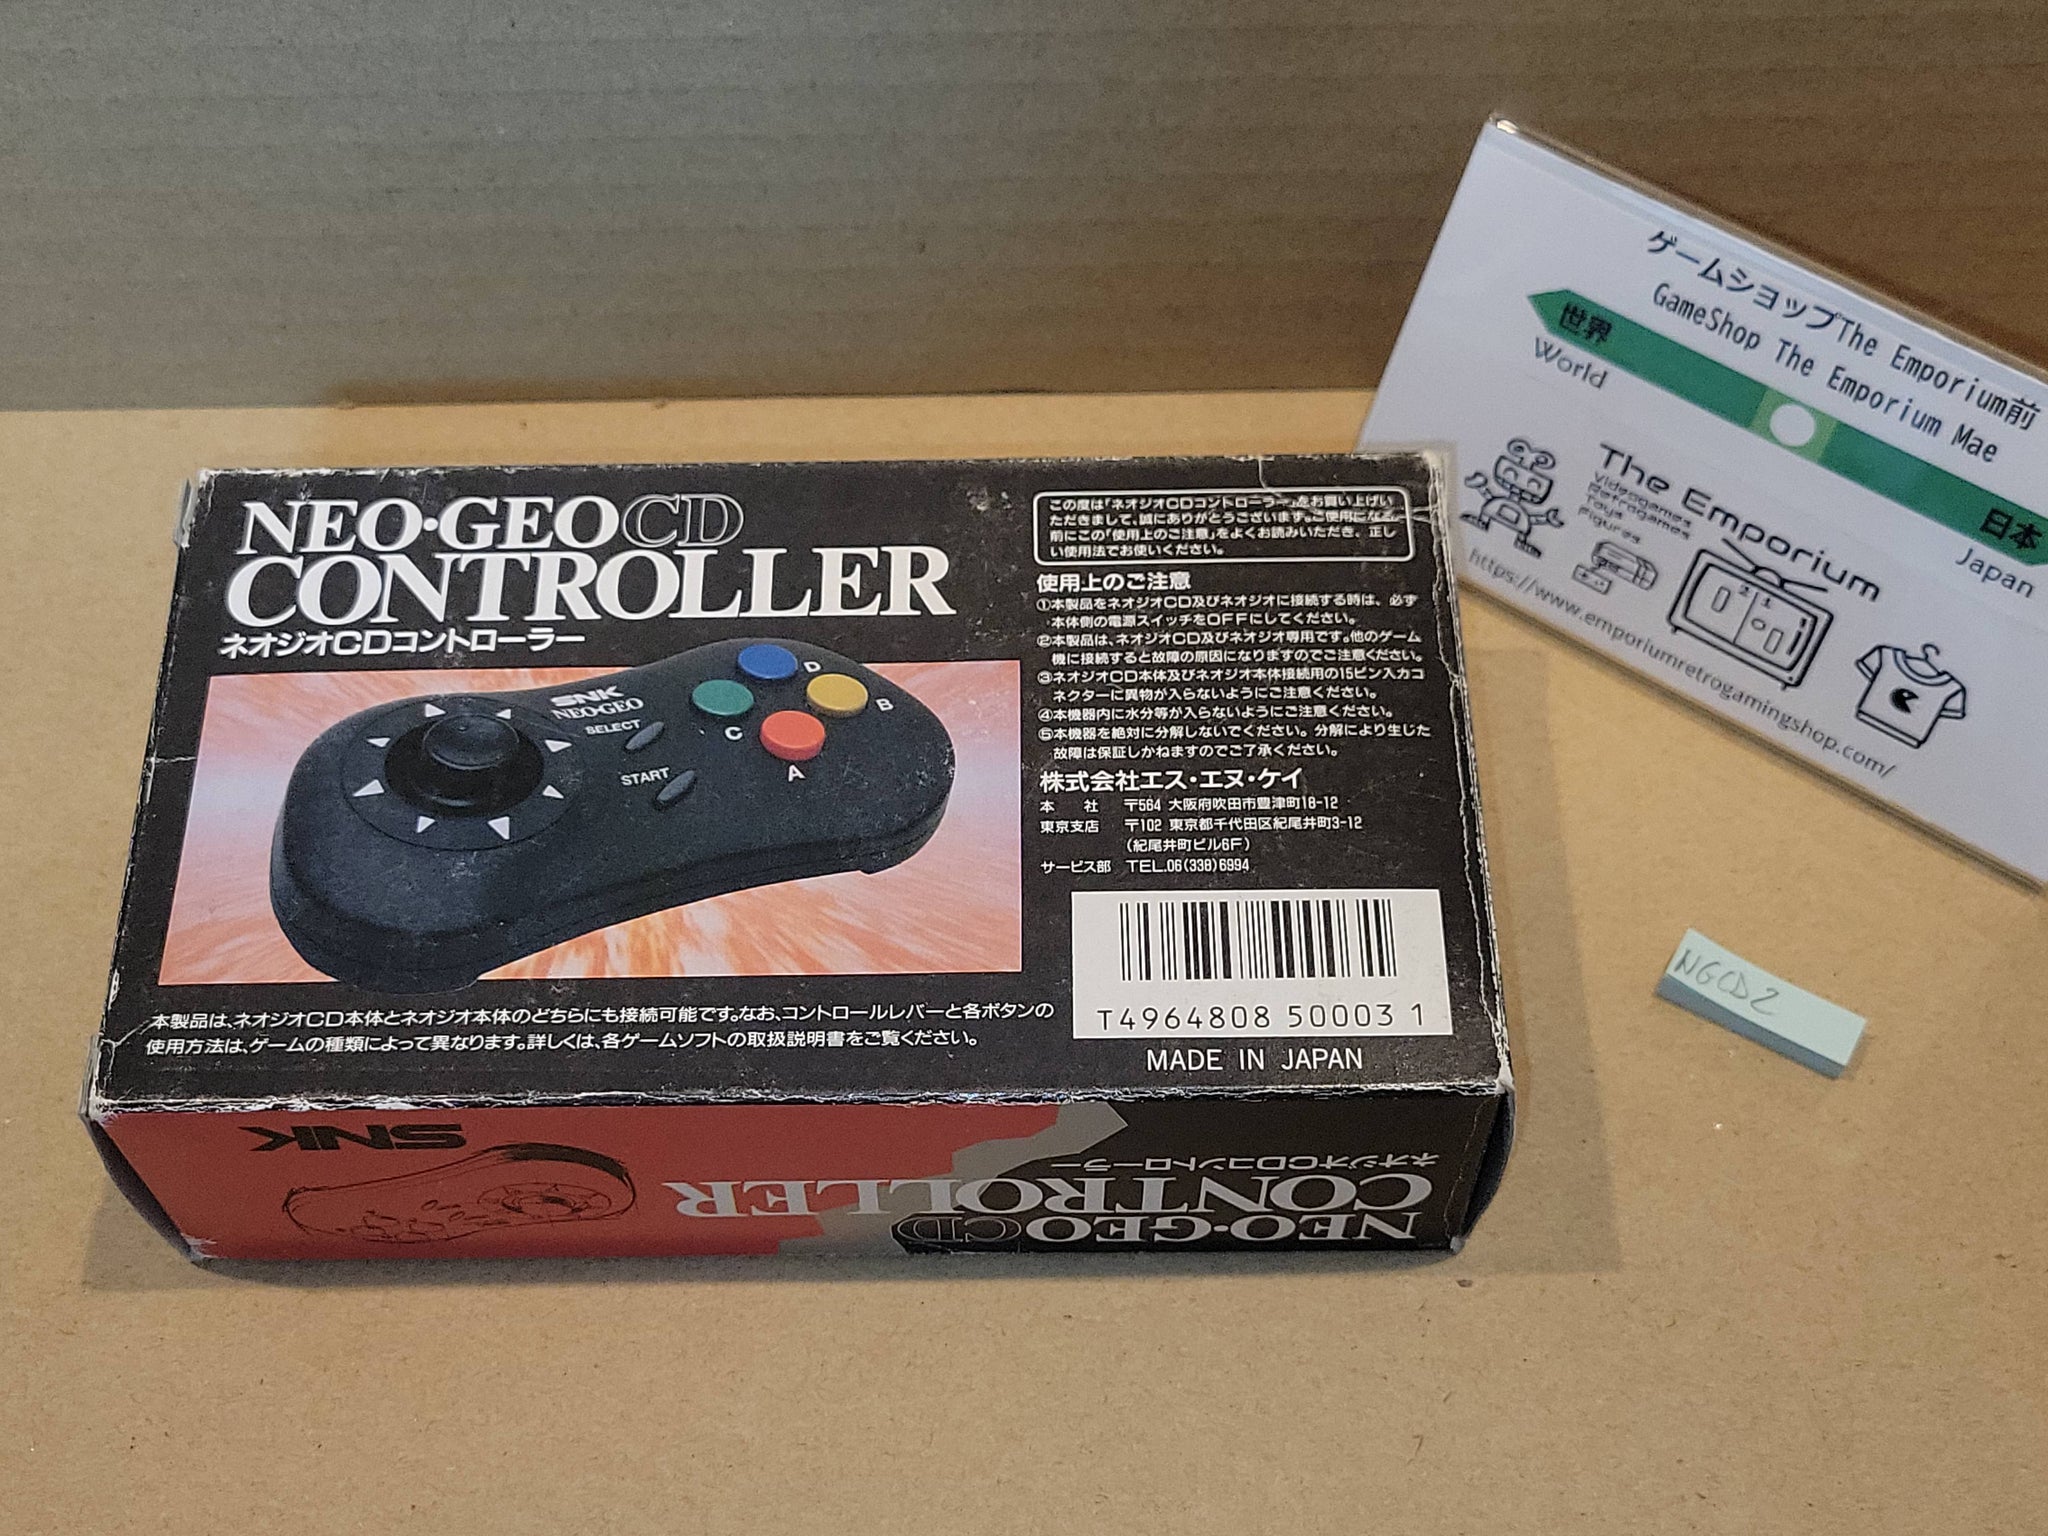 NEO·GEO CD
CONTROLLER
ネオジオCDコントローラー
SNK
NEO·GEO
SELECT
START
D
B
C
A
本製品は、ネオジオCD本体とネオジオ本体のどちらにも接続可能です。なお、コントロールレバーと各ボタンの
使用方法は、ゲームの種類によって異なります。詳しくは、各ゲームソフトの取扱説明書をご覧ください。
この度は「ネオジオCDコントローラー」をお買い上げい
ただきまして、誠にありがとうございます。ご使用になる
前にこの「使用上のご注意」をよくお読みいただき、正し
い使用法でお使いください。
使用上のご注意
①本製品をネオジオCD及びネオジオに接続する時は、必ず
本体側の電源スイッチをOFFにしてください。
②本製品は、ネオジオCD及びネオジオ専用です。他のゲーム
機に接続すると故障の原因になりますのでご注意ください。
③ネオジオCD本体及びネオジオ本体接続用の15ピン入力コ
ネクターに異物が入らないようにご注意ください。
④本機器内に水分等が入らないようにご注意ください。
⑤本機器を絶対に分解しないでください。分解により生じた
故障は保証しかねますのでご了承ください。
株式会社エス・エヌ・ケイ
本 社 〒564 大阪府吹田市豊津町18-12
東京支店 〒102 東京都千代田区紀尾井町3-12
(紀尾井町ビル6F)
サービス部 TEL.06(338)6994
T4964808 50003 1
MADE IN JAPAN
SNK
NEO·GEO CD
CONTROLLER
ネオジオCDコントローラー
ゲームショップThe Emporium前
GameShop The Emporium Mae
世界
World
日本
Japan
The Emporium
Videogames
Retrogames
Toys
Figures
https://www.emporiumretrogamingshop.com/
NGCD2